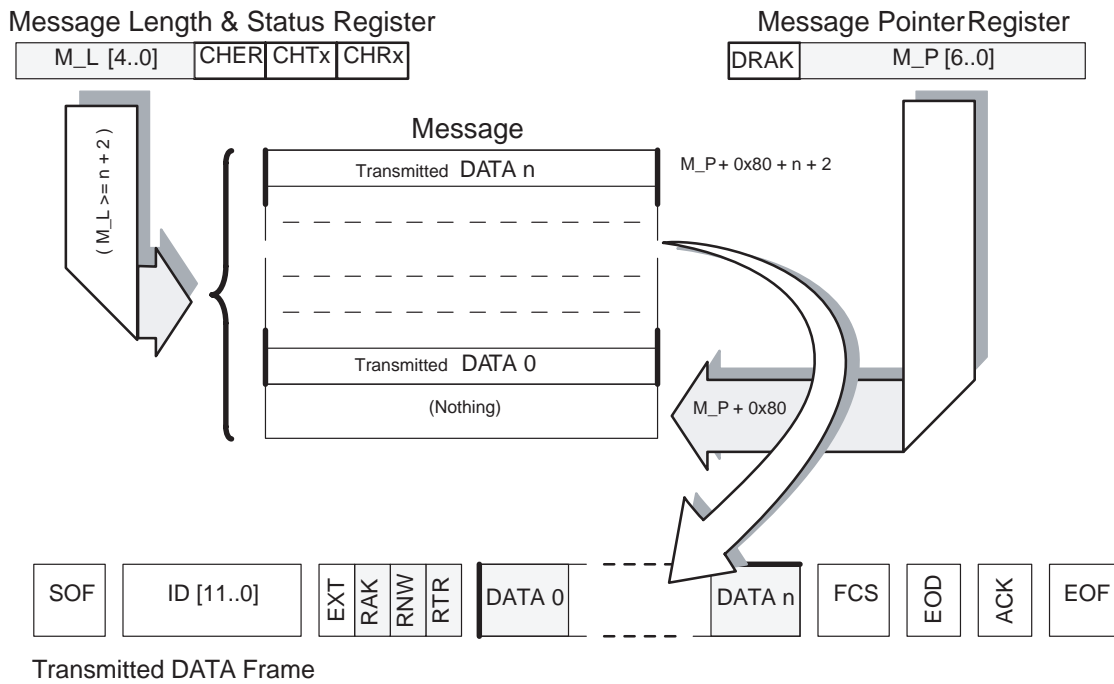 Message Length & Status Register
Message Pointer Register
M_L [4..0] CHER CHTx CHRx
DRAK M_P [6..0]
( M_L >= n + 2 )
Message
Transmitted DATA n
M_P + 0x80 + n + 2
Transmitted DATA 0
(Nothing)
M_P + 0x80
SOF ID [11..0] EXT RAK RNW RTR DATA 0 DATA n FCS EOD ACK EOF
Transmitted DATA Frame